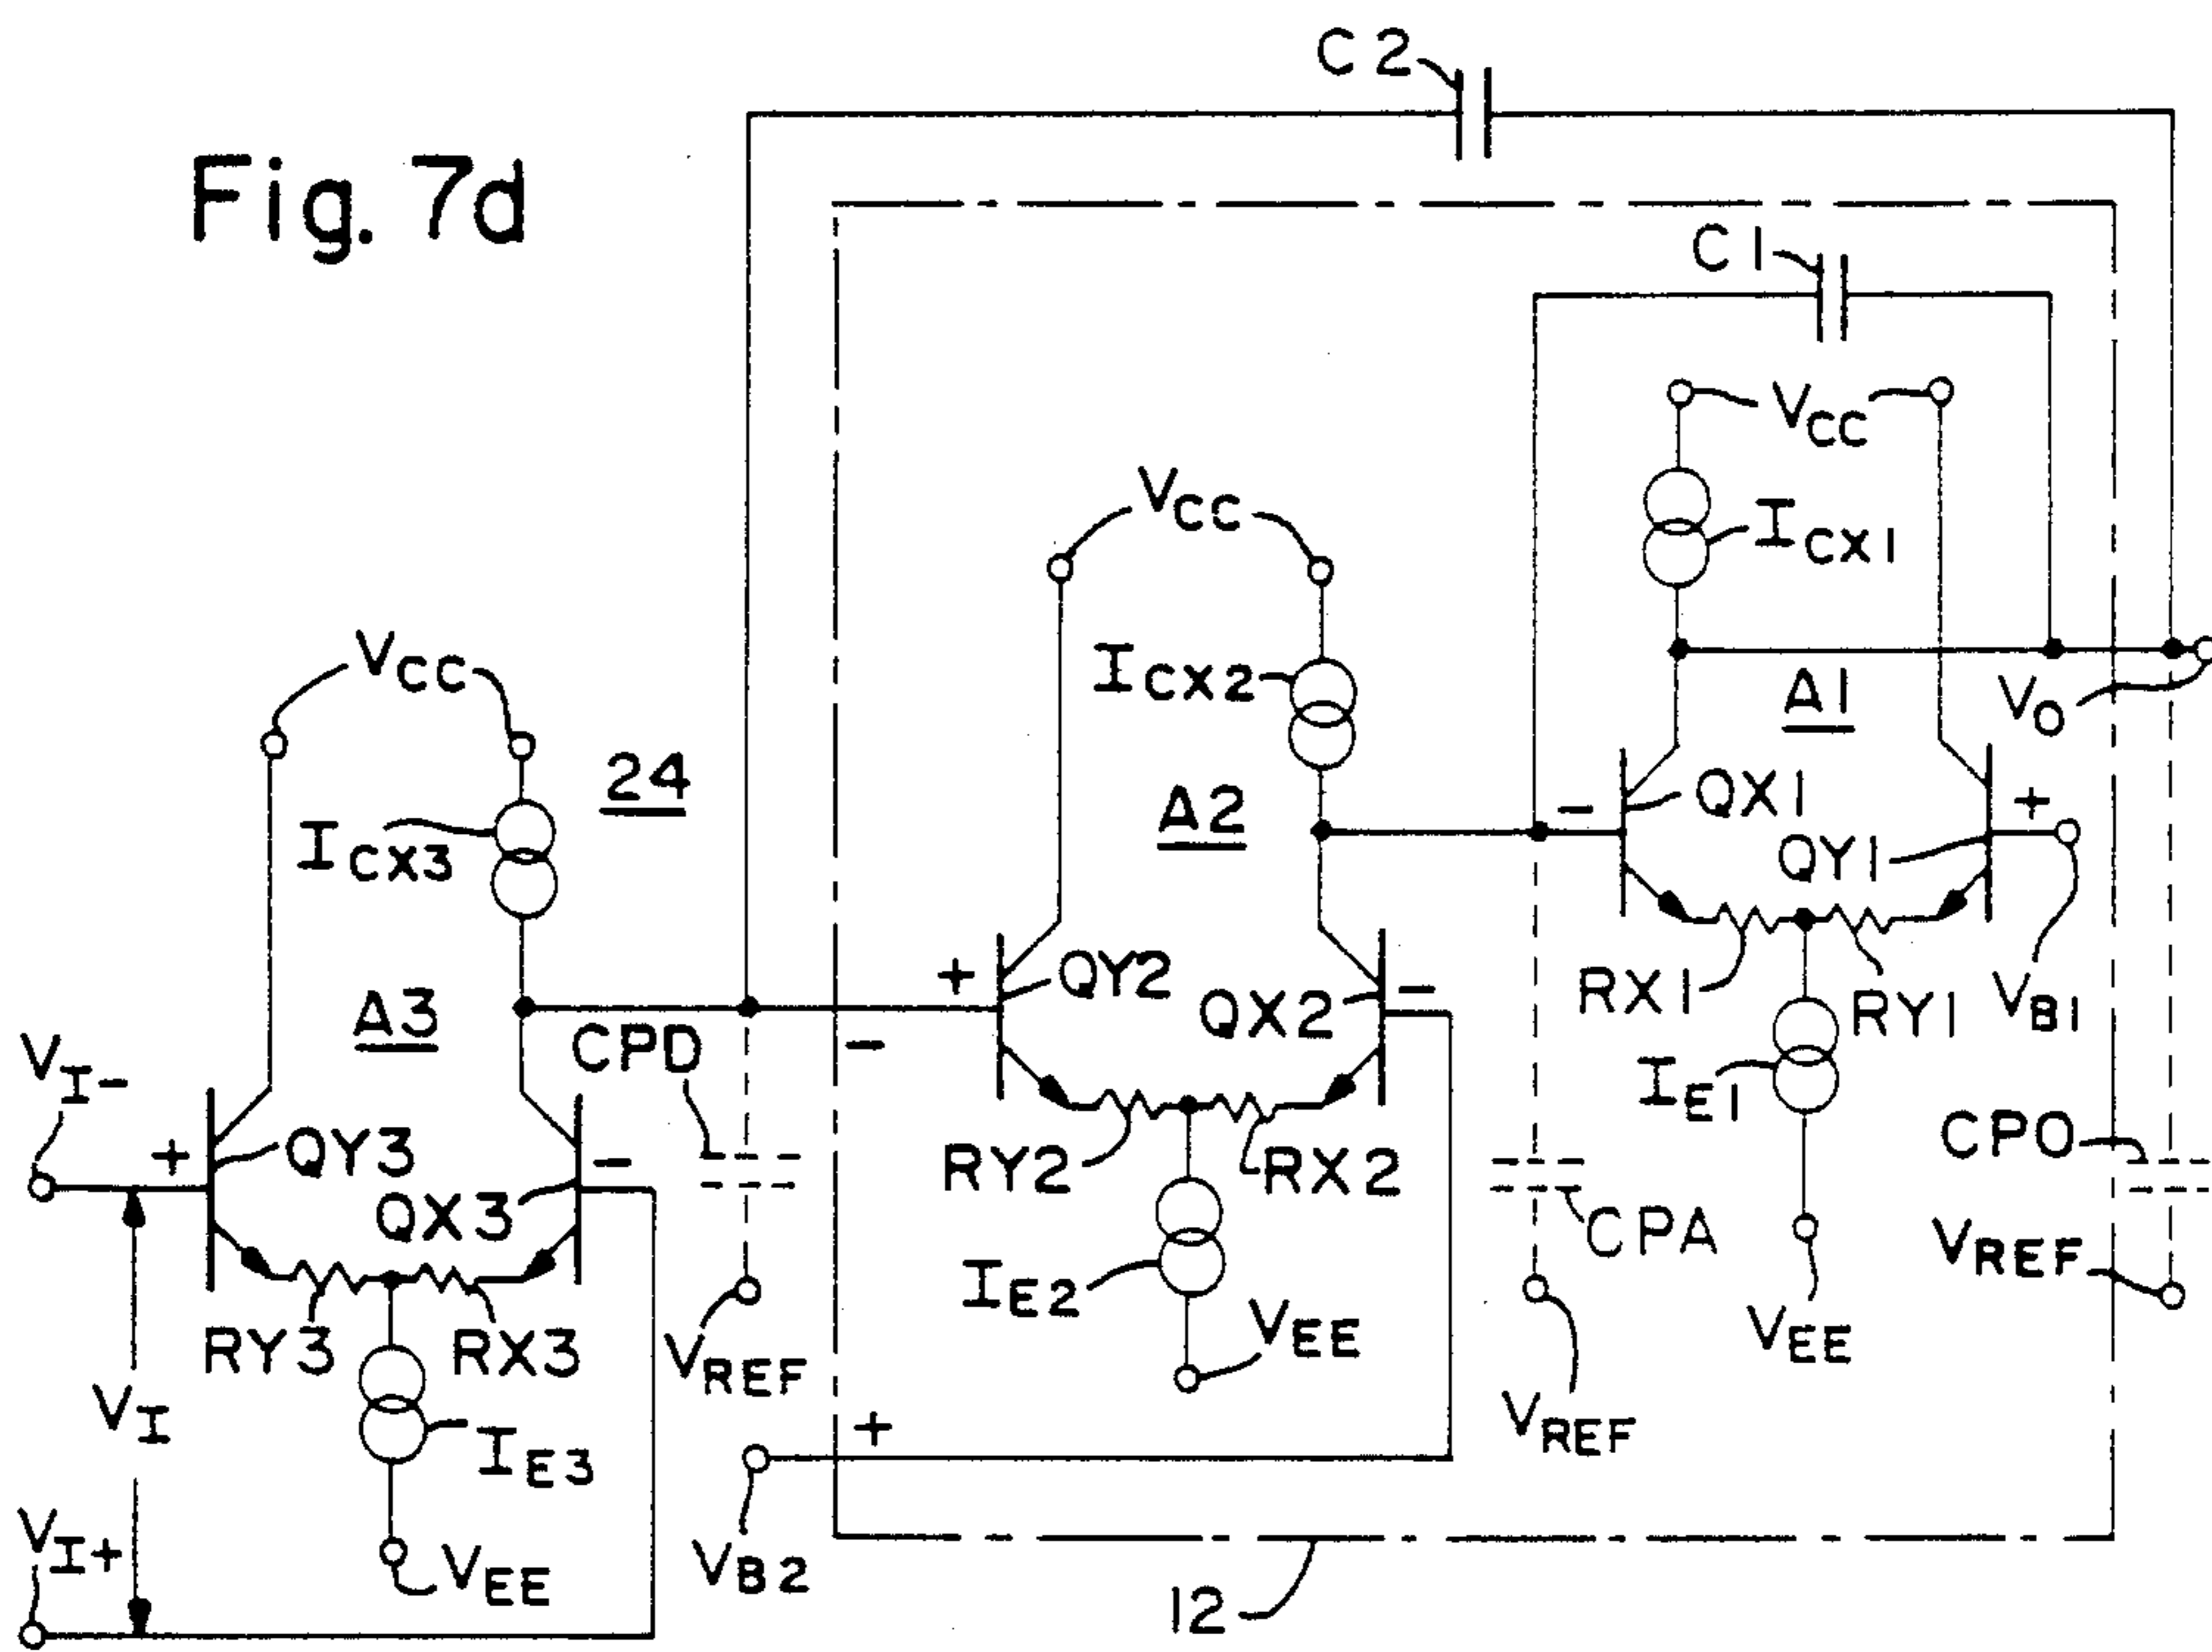 Fig. 7d
C2
C1
VCC
ICX1
VCC
ICX2
VCC
24
ICX3
A1
VO
A2
QX1
QY1
- +
A3
CPD
+ QY2
QX2 -
RX1
RY1
VB1
IE1
VI-
-
+ QY3
QX3 -
RY2
RX2
CPA
CPO
VREF
RY3
RX3
VREF
IE2
VEE
VEE
VREF
VI
IE3
+
VI+
VEE
VB2
12